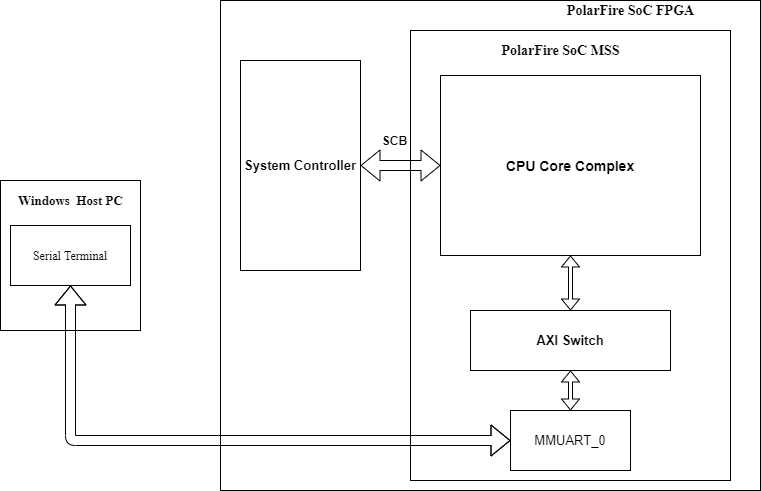 PolarFire SoC FPGA
PolarFire SoC MSS
SCB
System Controller
CPU Core Complex
Windows Host PC
Serial Terminal
AXI Switch
MMUART_0